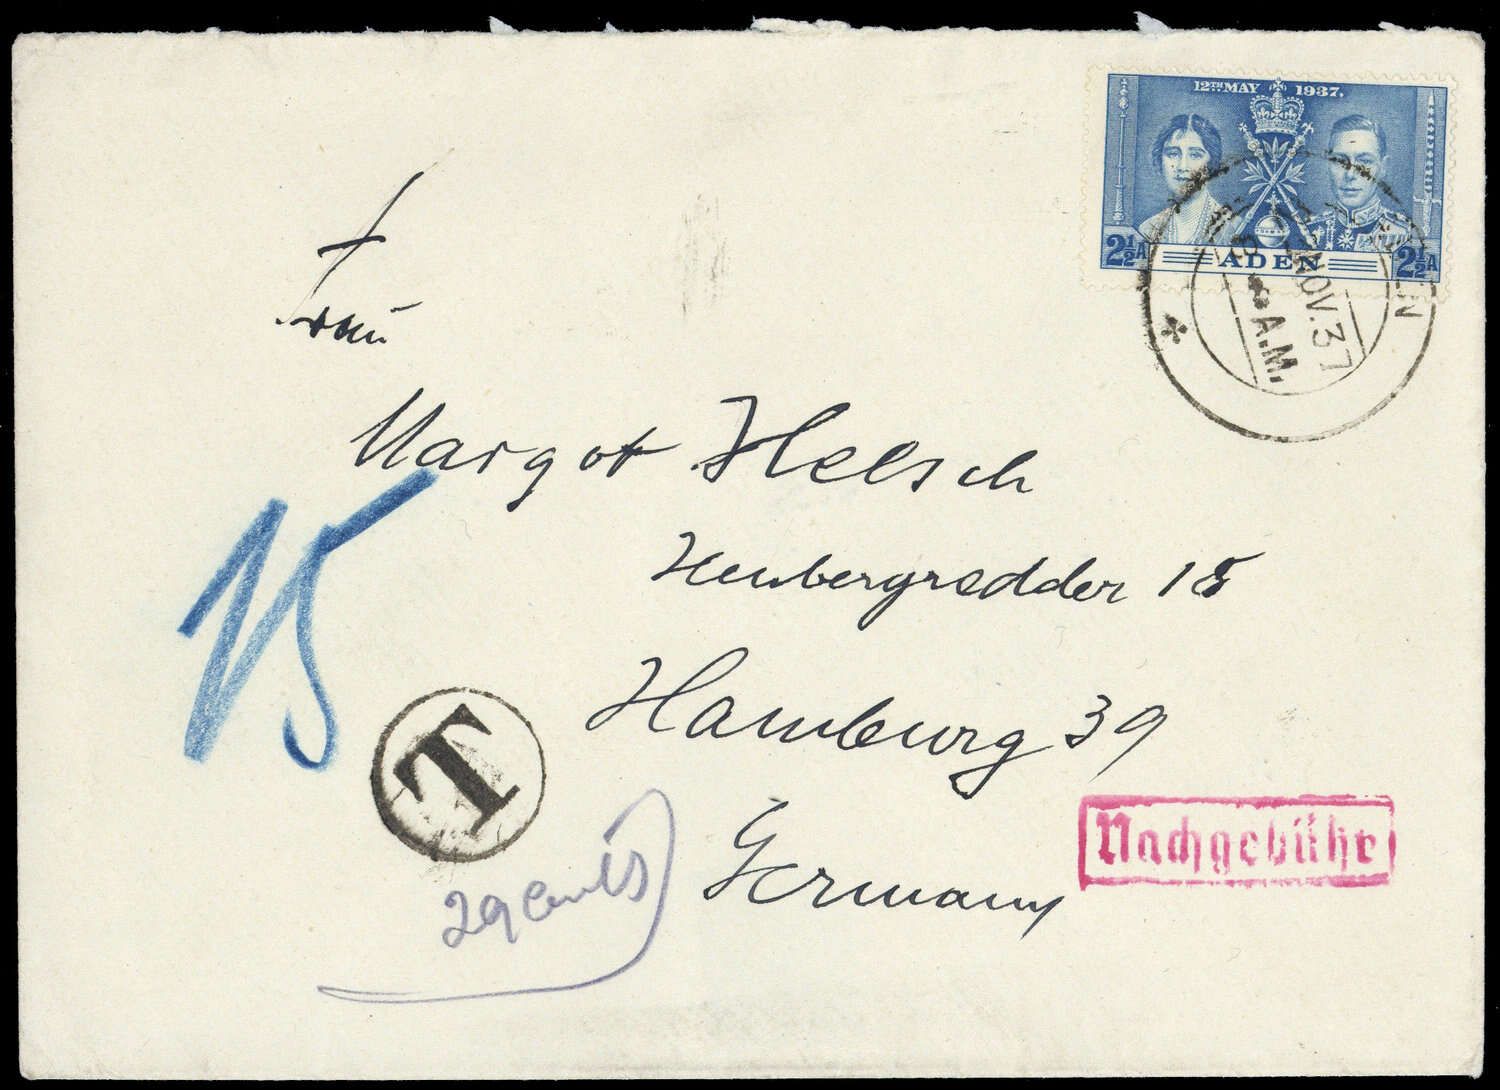 12TH MAY 1937.
2½A ADEN 2½A
NOV. 37
A.M.
Frau
Margot Helsch
Heubergredder 18
Hamburg 39
Germany
15
T
29 cents
Nachgebühr